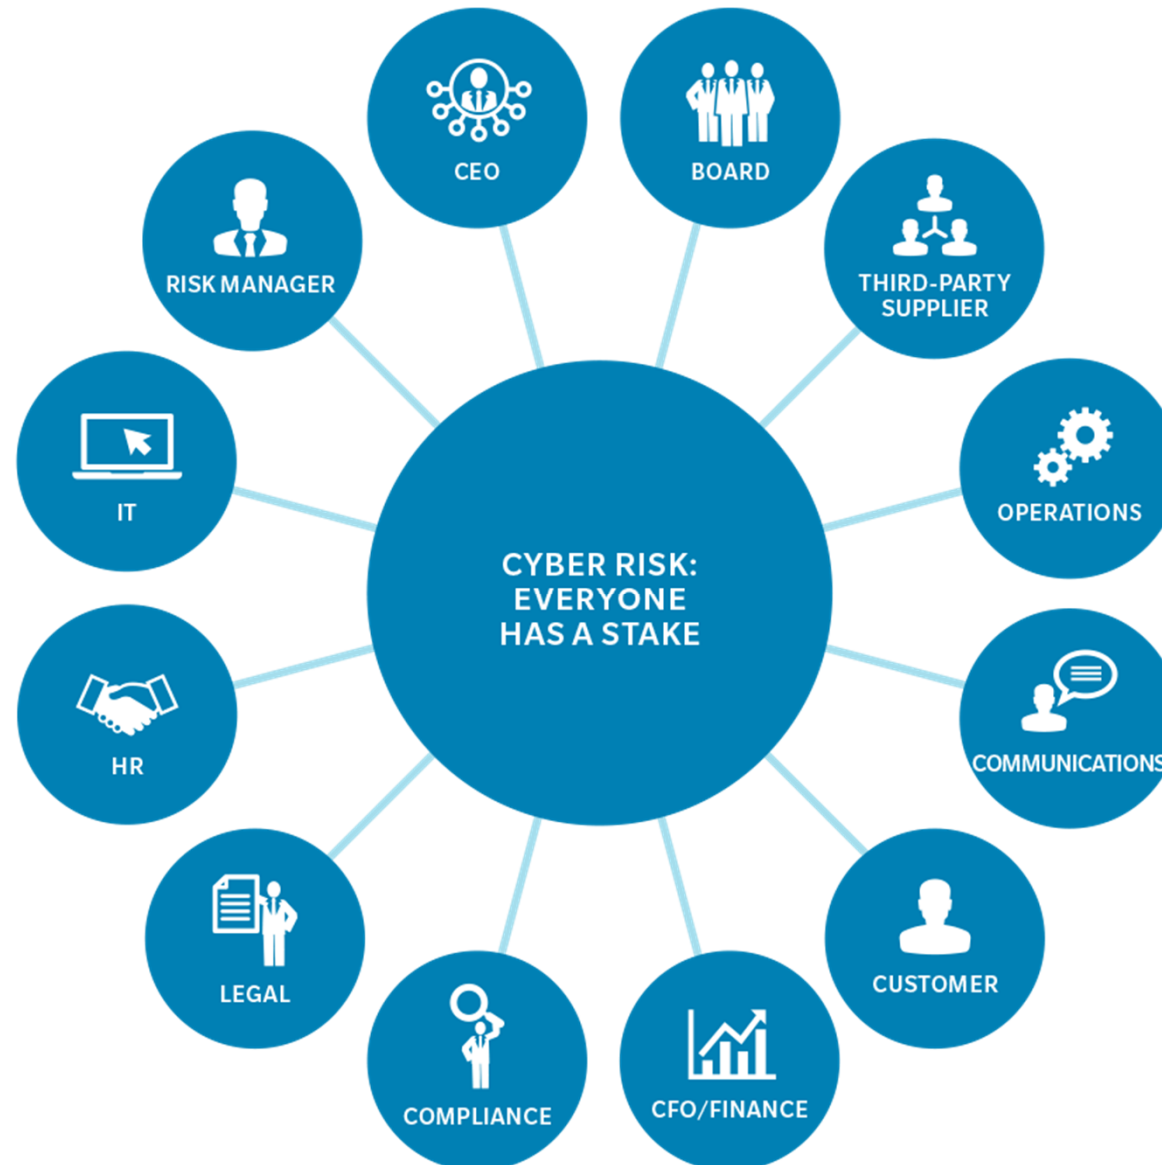 CEO
BOARD
RISK MANAGER
THIRD-PARTY
SUPPLIER
IT
OPERATIONS
CYBER RISK:
EVERYONE
HAS A STAKE
HR
COMMUNICATIONS
LEGAL
CUSTOMER
COMPLIANCE
CFO/FINANCE